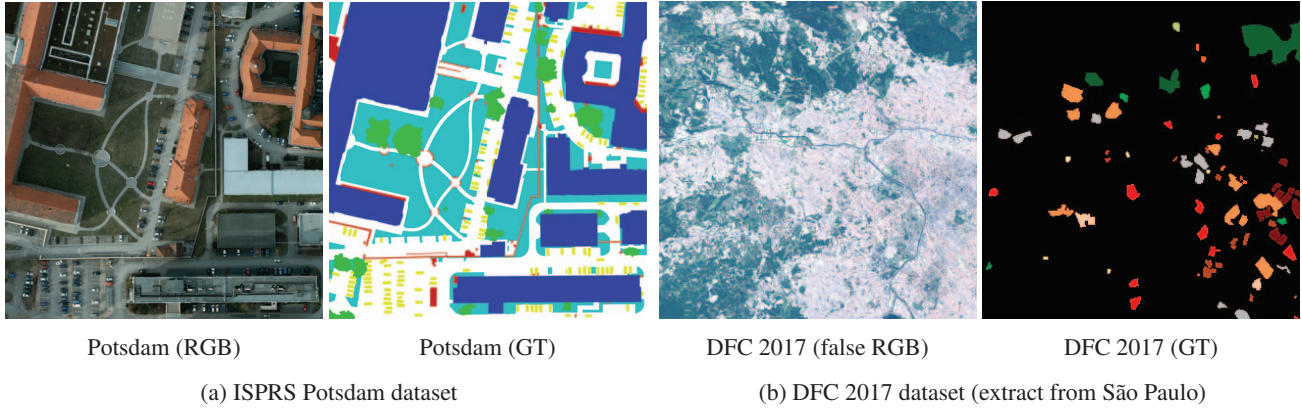 Potsdam (RGB)
Potsdam (GT)
DFC 2017 (false RGB)
DFC 2017 (GT)
(a) ISPRS Potsdam dataset
(b) DFC 2017 dataset (extract from São Paulo)